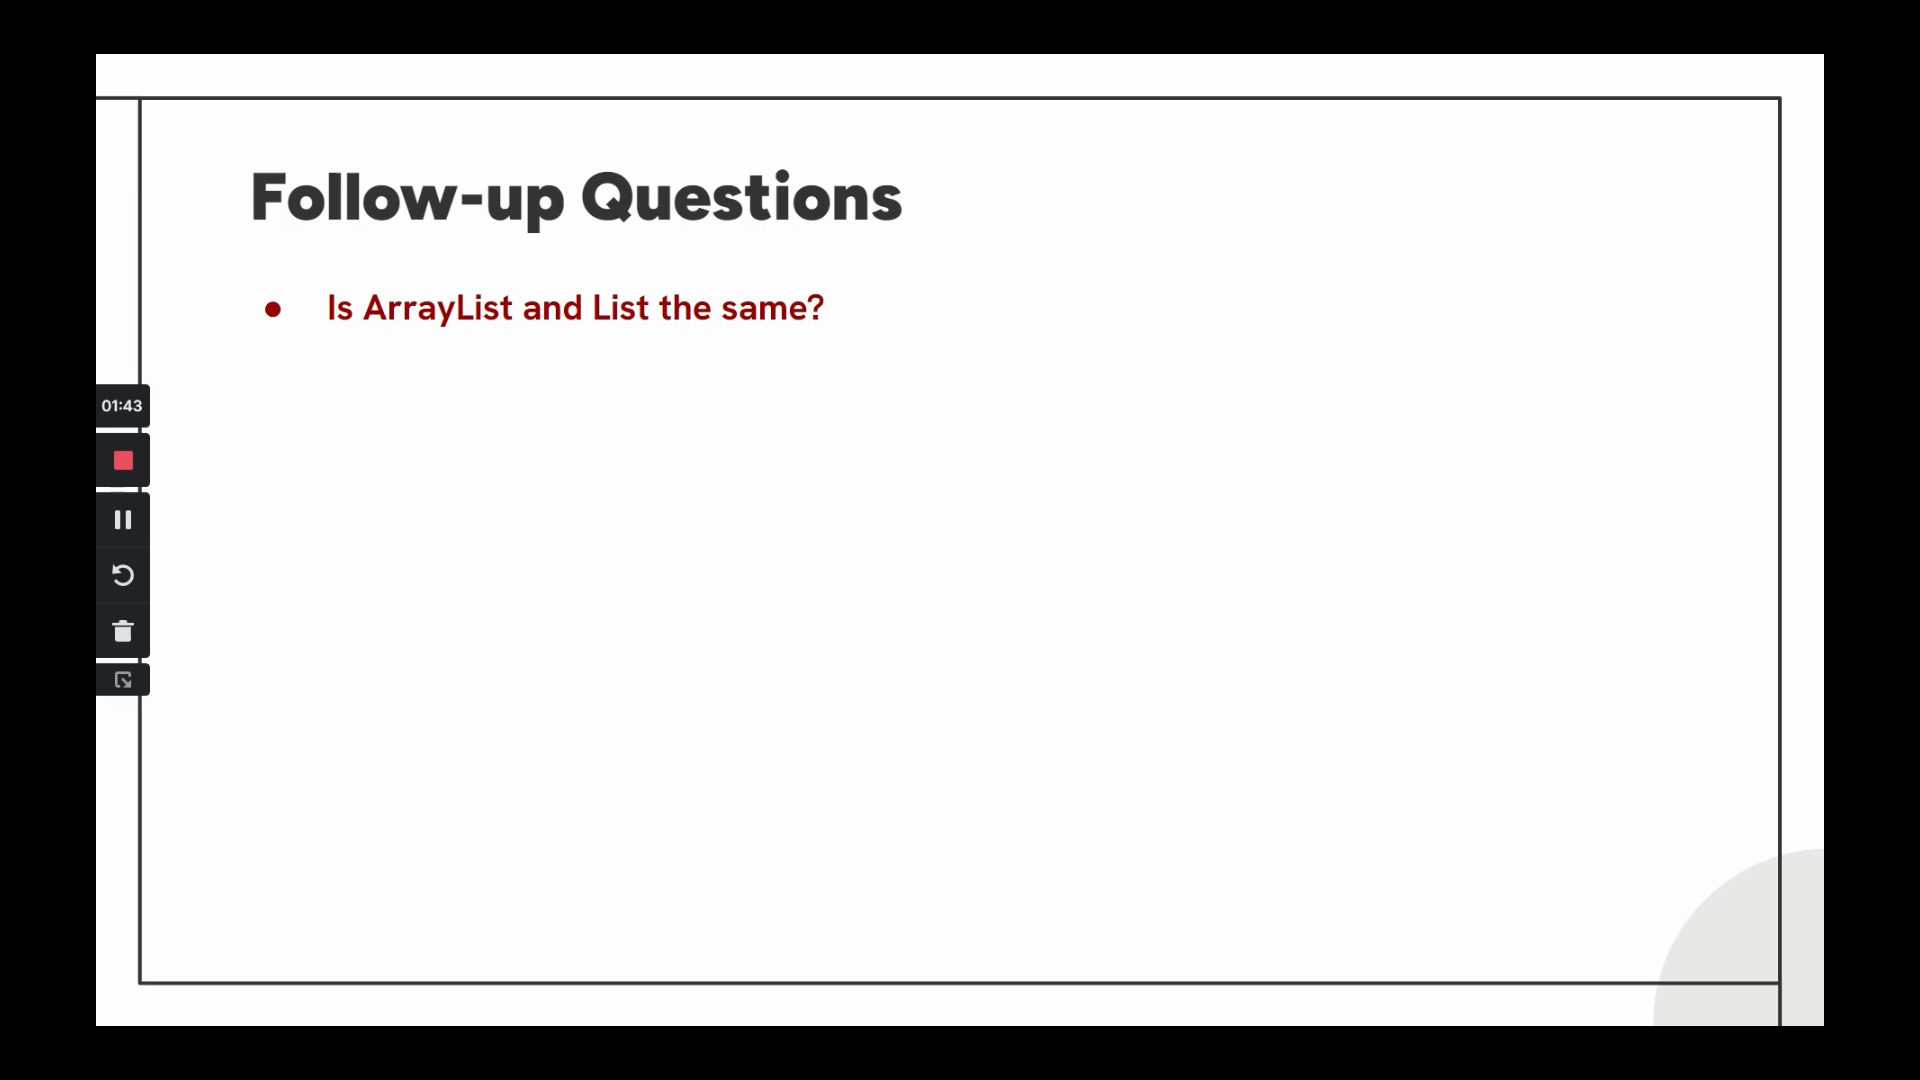 Follow-up Questions
● Is ArrayList and List the same?
01:43